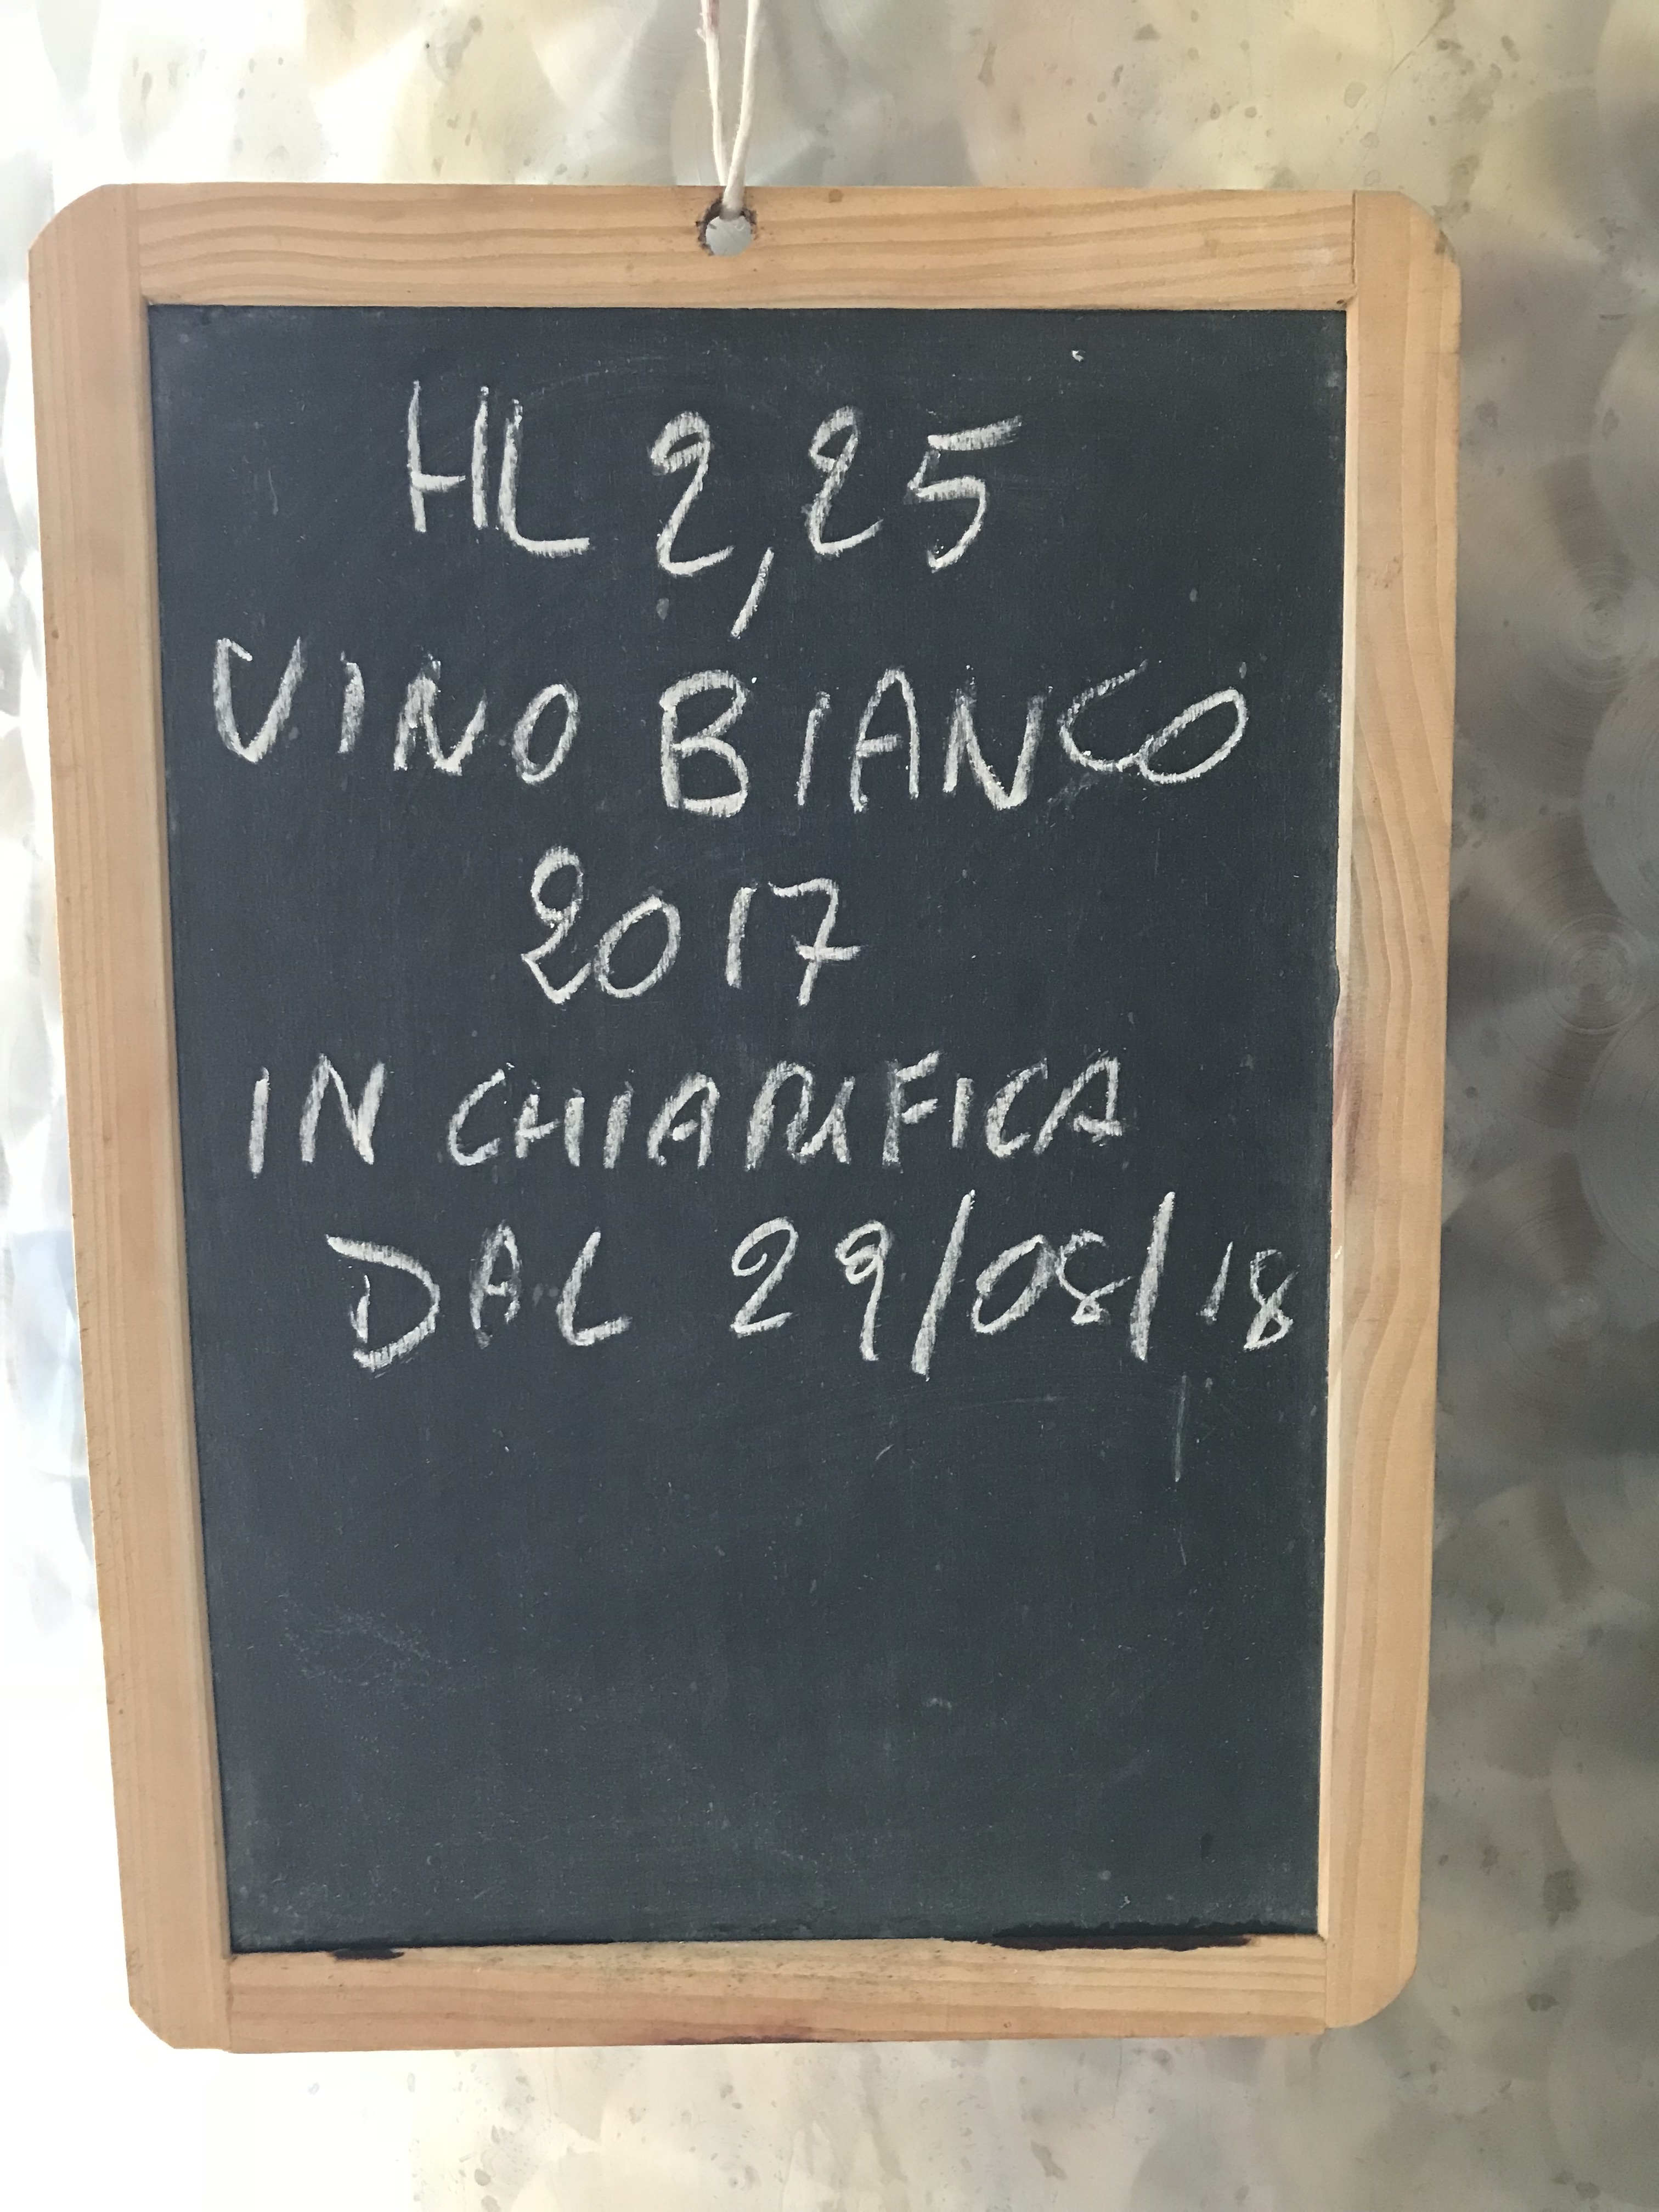 HL 2,25
VINO BIANCO
2017
IN CHIARIFICA
DAL 29/08/18